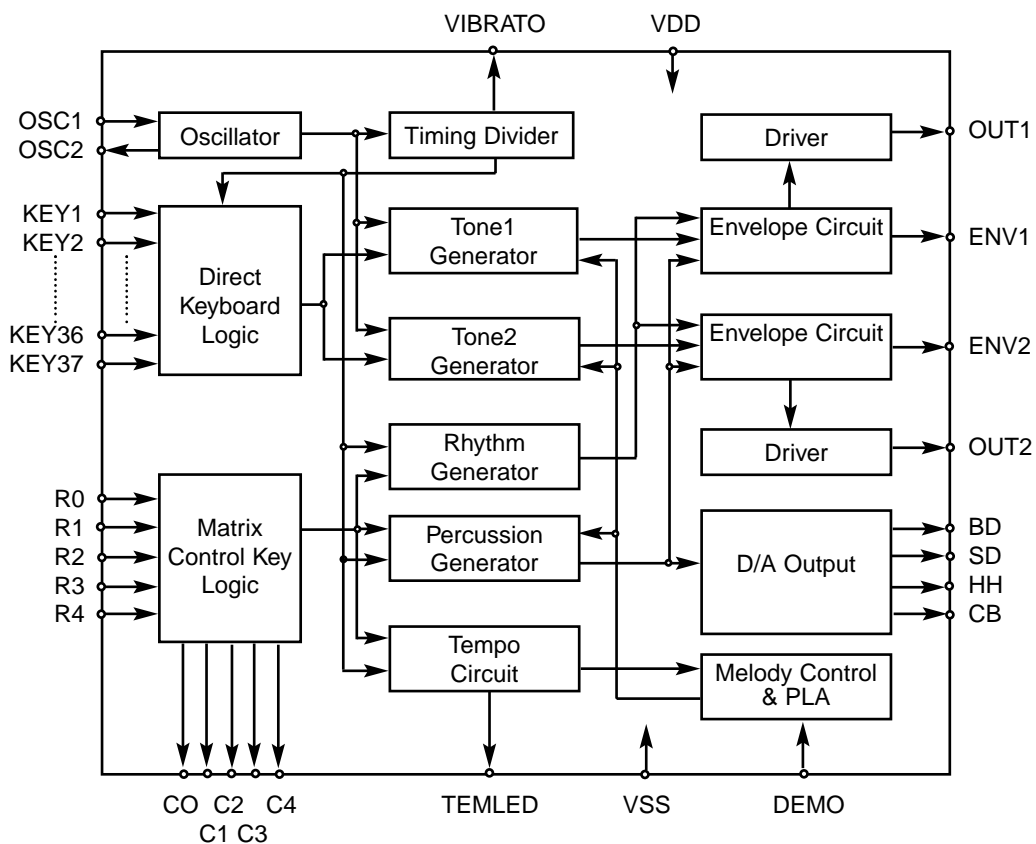 VIBRATO
VDD
OSC1
OSC2
Oscillator
Timing Divider
Driver
OUT1
KEY1
KEY2
KEY36
KEY37
Direct
Keyboard
Logic
Tone1
Generator
Envelope Circuit
ENV1
Tone2
Generator
Envelope Circuit
ENV2
Rhythm
Generator
Driver
OUT2
R0
R1
R2
R3
R4
Matrix
Control Key
Logic
Percussion
Generator
D/A Output
BD
SD
HH
CB
Tempo
Circuit
Melody Control
& PLA
CO
C1
C2
C3
C4
TEMLED
VSS
DEMO